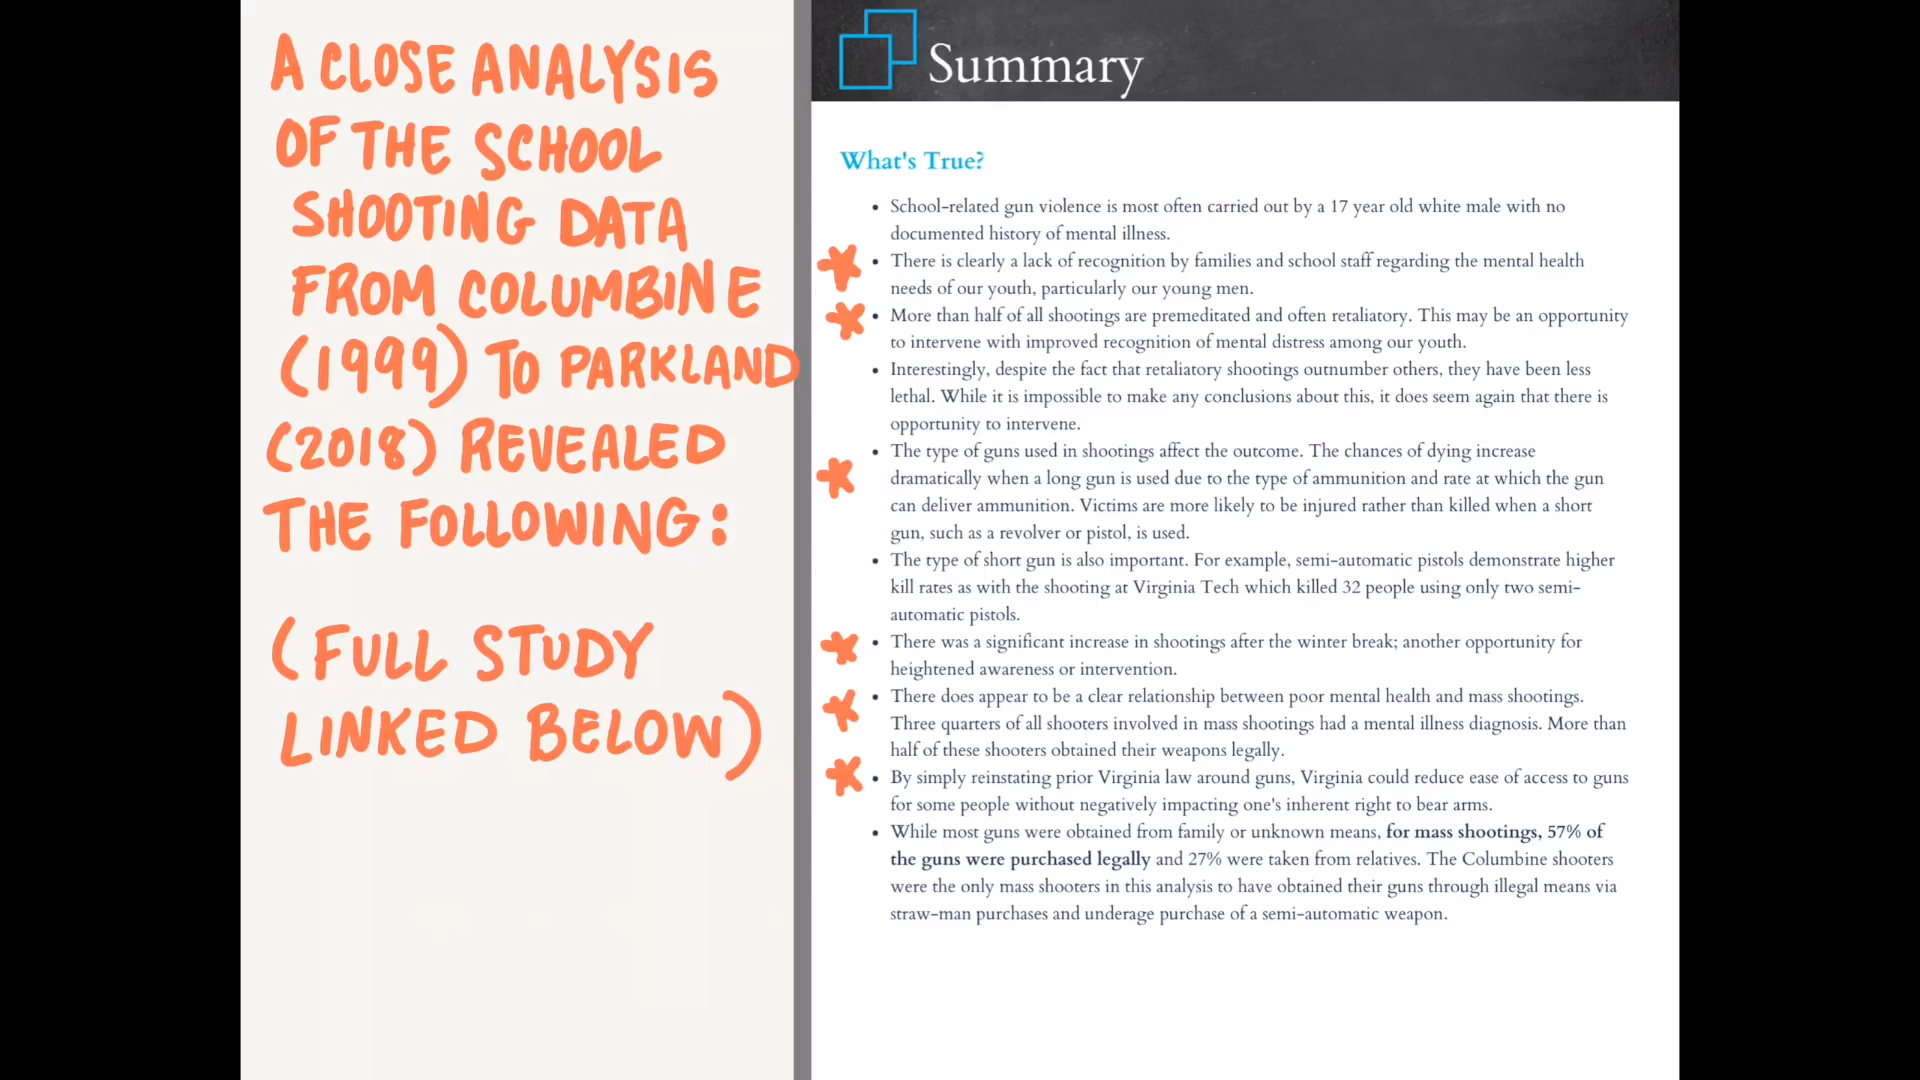 A CLOSE ANALYSIS
OF THE SCHOOL
SHOOTING DATA
FROM COLUMBINE
(1999) TO PARKLAND
(2018) REVEALED
THE FOLLOWING:
(FULL STUDY
LINKED BELOW)
Summary
What's True?
• School-related gun violence is most often carried out by a 17 year old white male with no
documented history of mental illness.
• There is clearly a lack of recognition by families and school staff regarding the mental health
needs of our youth, particularly our young men.
• More than half of all shootings are premeditated and often retaliatory. This may be an opportunity
to intervene with improved recognition of mental distress among our youth.
• Interestingly, despite the fact that retaliatory shootings outnumber others, they have been less
lethal. While it is impossible to make any conclusions about this, it does seem again that there is
opportunity to intervene.
• The type of guns used in shootings affect the outcome. The chances of dying increase
dramatically when a long gun is used due to the type of ammunition and rate at which the gun
can deliver ammunition. Victims are more likely to be injured rather than killed when a short
gun, such as a revolver or pistol, is used.
• The type of short gun is also important. For example, semi-automatic pistols demonstrate higher
kill rates as with the shooting at Virginia Tech which killed 32 people using only two semi-
automatic pistols.
• There was a significant increase in shootings after the winter break; another opportunity for
heightened awareness or intervention.
• There does appear to be a clear relationship between poor mental health and mass shootings.
Three quarters of all shooters involved in mass shootings had a mental illness diagnosis. More than
half of these shooters obtained their weapons legally.
• By simply reinstating prior Virginia law around guns, Virginia could reduce ease of access to guns
for some people without negatively impacting one's inherent right to bear arms.
• While most guns were obtained from family or unknown means, for mass shootings, 57% of
the guns were purchased legally and 27% were taken from relatives. The Columbine shooters
were the only mass shooters in this analysis to have obtained their guns through illegal means via
straw-man purchases and underage purchase of a semi-automatic weapon.